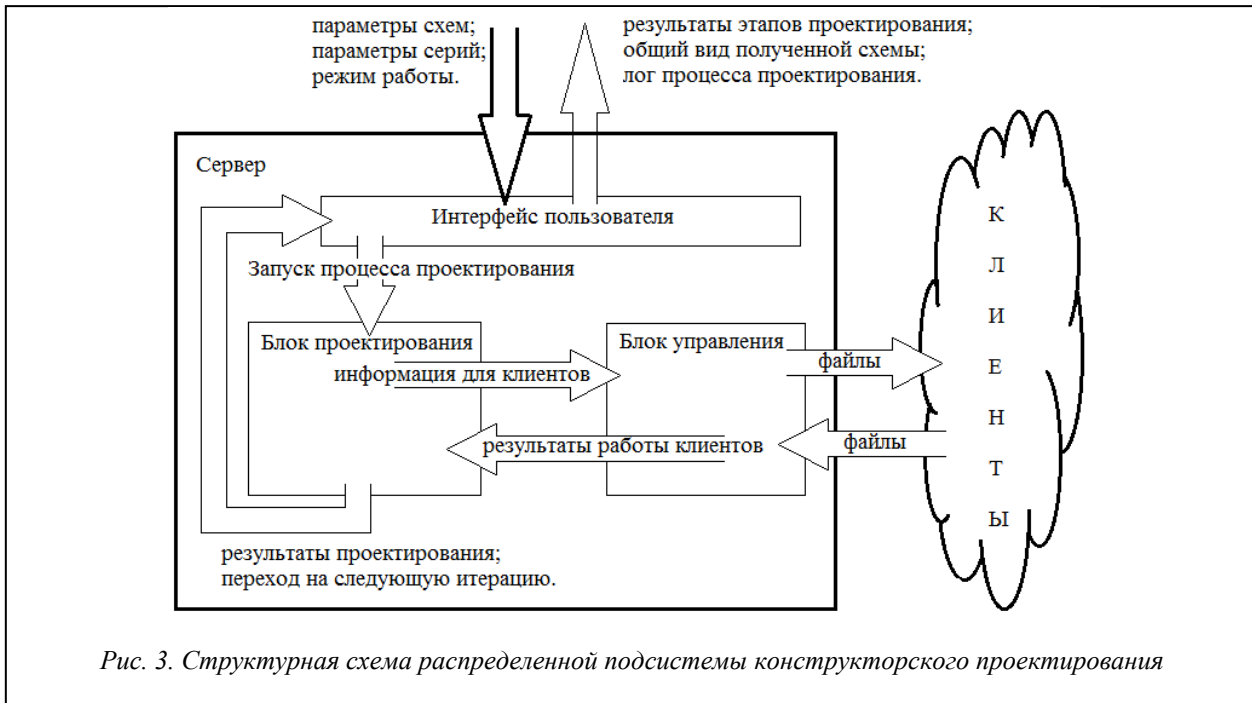 параметры схем;
параметры серий;
режим работы.
результаты этапов проектирования;
общий вид полученной схемы;
лог процесса проектирования.
Сервер
Интерфейс пользователя
Запуск процесса проектирования
Блок проектирования
Блок управления
информация для клиентов
файлы
результаты работы клиентов
файлы
результаты проектирования;
переход на следующую итерацию.
К
Л
И
Е
Н
Т
Ы
Рис. 3. Структурная схема распределенной подсистемы конструкторского проектирования